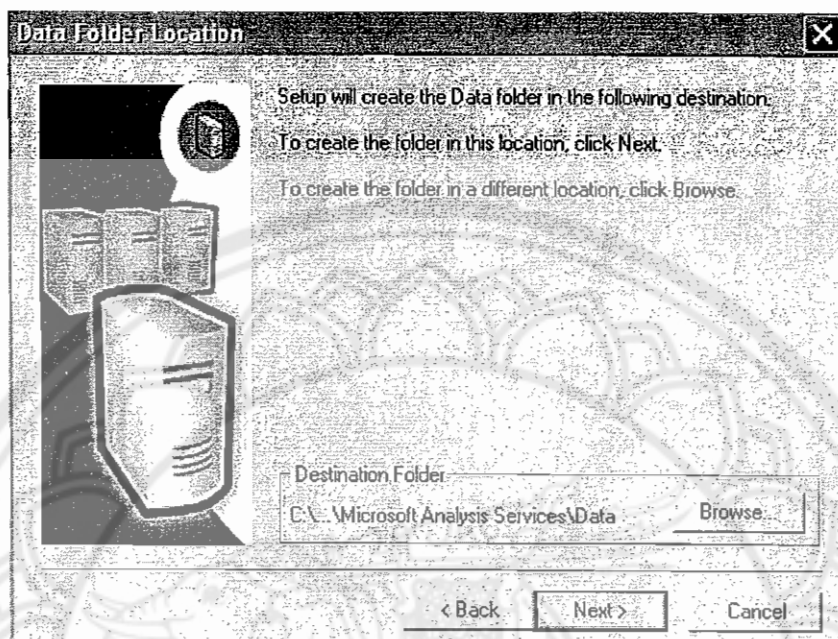 Data Folder Location
Setup will create the Data folder in the following destination.
To create the folder in this location, click Next.
To create the folder in a different location, click Browse.
Destination Folder
C:\...\Microsoft Analysis Services\Data
Browse...
< Back
Next >
Cancel